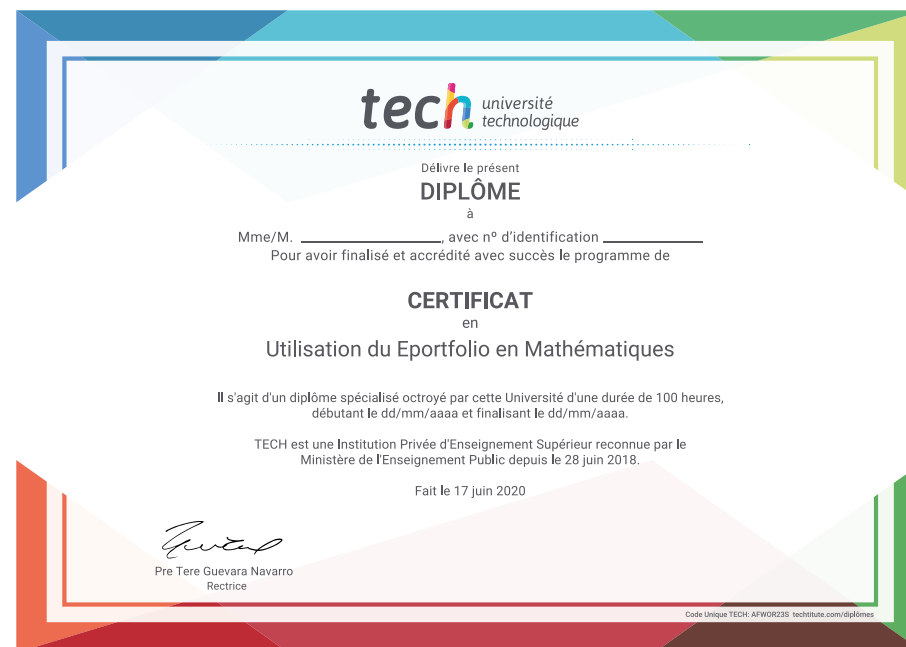 tech université
technologique
Délivre le présent
DIPLÔME
à
Mme/M. ____________________, avec nº d'identification ______________
Pour avoir finalisé et accrédité avec succès le programme de
CERTIFICAT
en
Utilisation du Eportfolio en Mathématiques
Il s'agit d'un diplôme spécialisé octroyé par cette Université d'une durée de 100 heures,
débutant le dd/mm/aaaa et finalisant le dd/mm/aaaa.
TECH est une Institution Privée d'Enseignement Supérieur reconnue par le
Ministère de l'Enseignement Public depuis le 28 juin 2018.
Fait le 17 juin 2020
Pre Tere Guevara Navarro
Rectrice
Code Unique TECH: AFWOR23S techtitute.com/diplômes